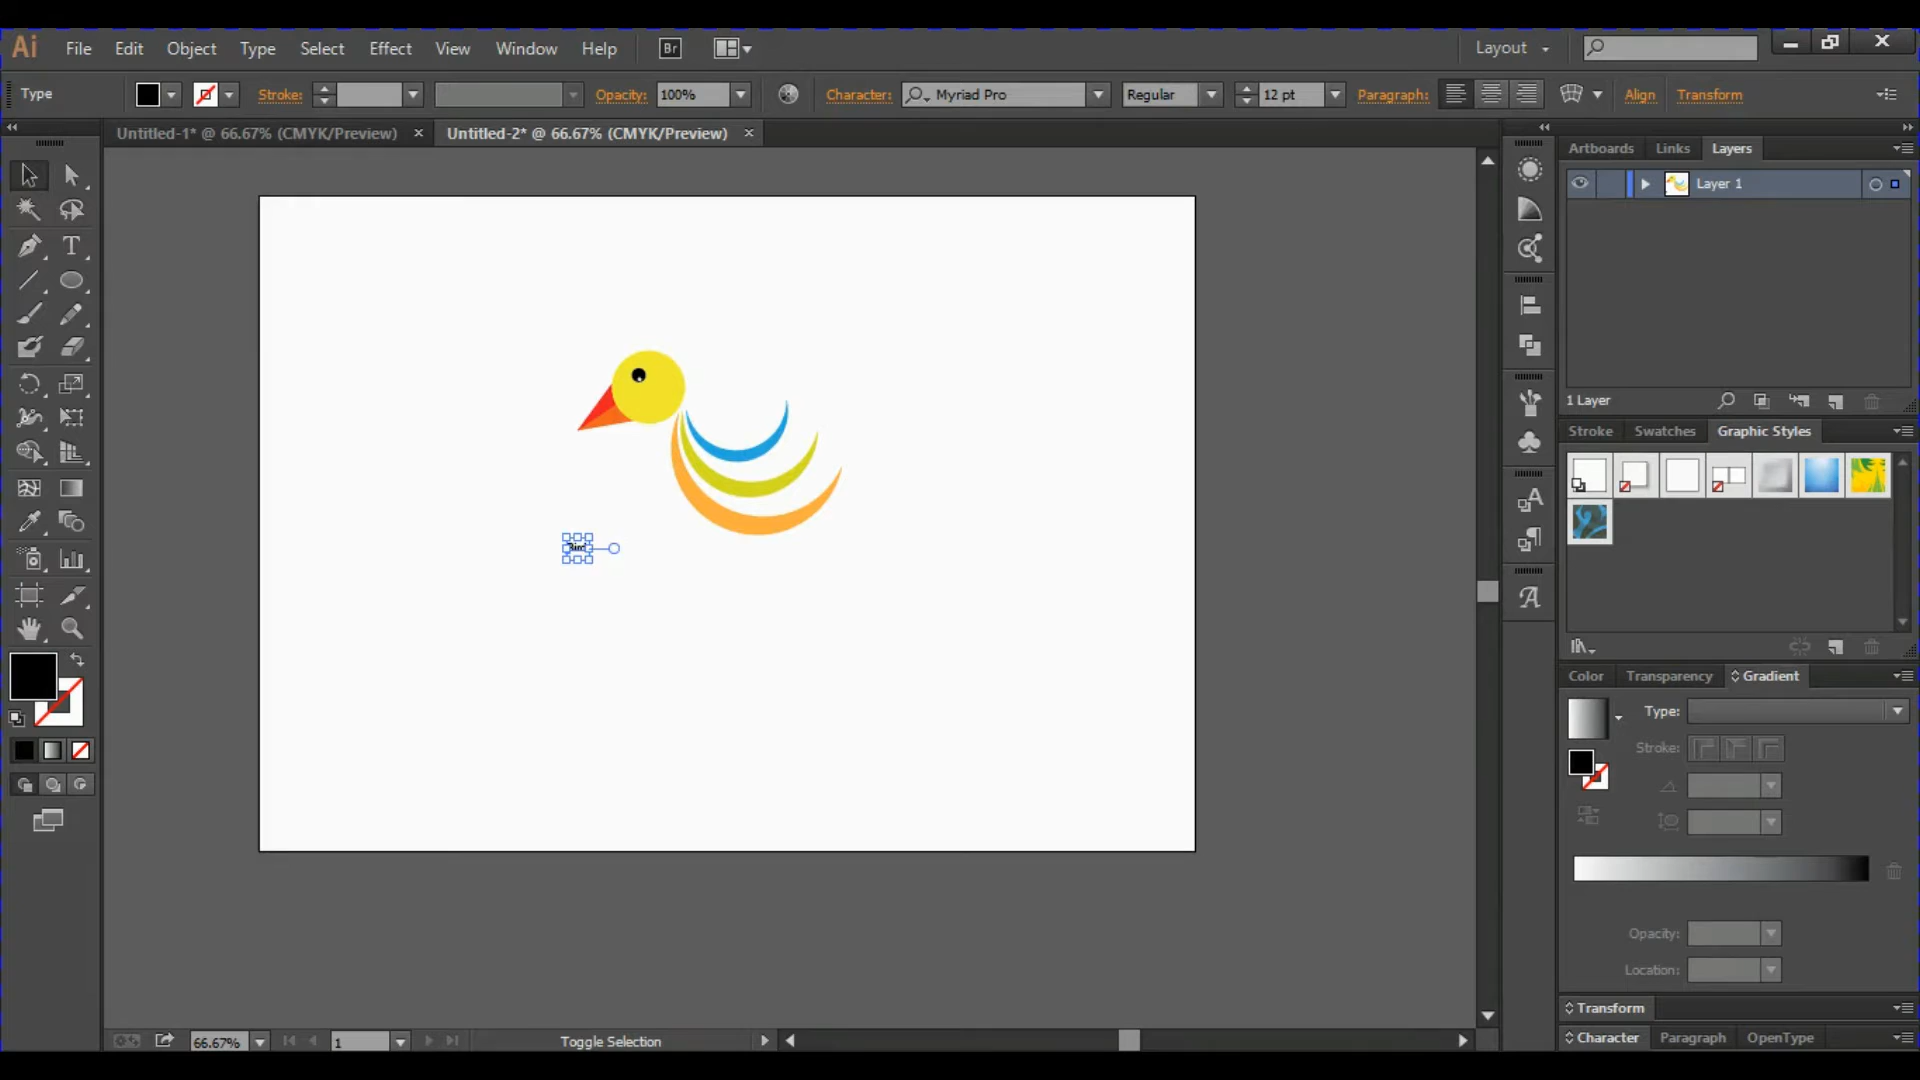 Ai File Edit Object Type Select Effect View Window Help Br Layout
Type Stroke: Opacity: 100% Character: Myriad Pro Regular 12 pt Paragraph: Align Transform
Untitled-1* @ 66.67% (CMYK/Preview) Untitled-2* @ 66.67% (CMYK/Preview)
Artboards Links Layers
Layer 1
1 Layer
Stroke Swatches Graphic Styles
Bird
Color Transparency Gradient
Type:
Stroke:
Opacity:
Location:
Transform
66.67% 1 Toggle Selection
Character Paragraph OpenType